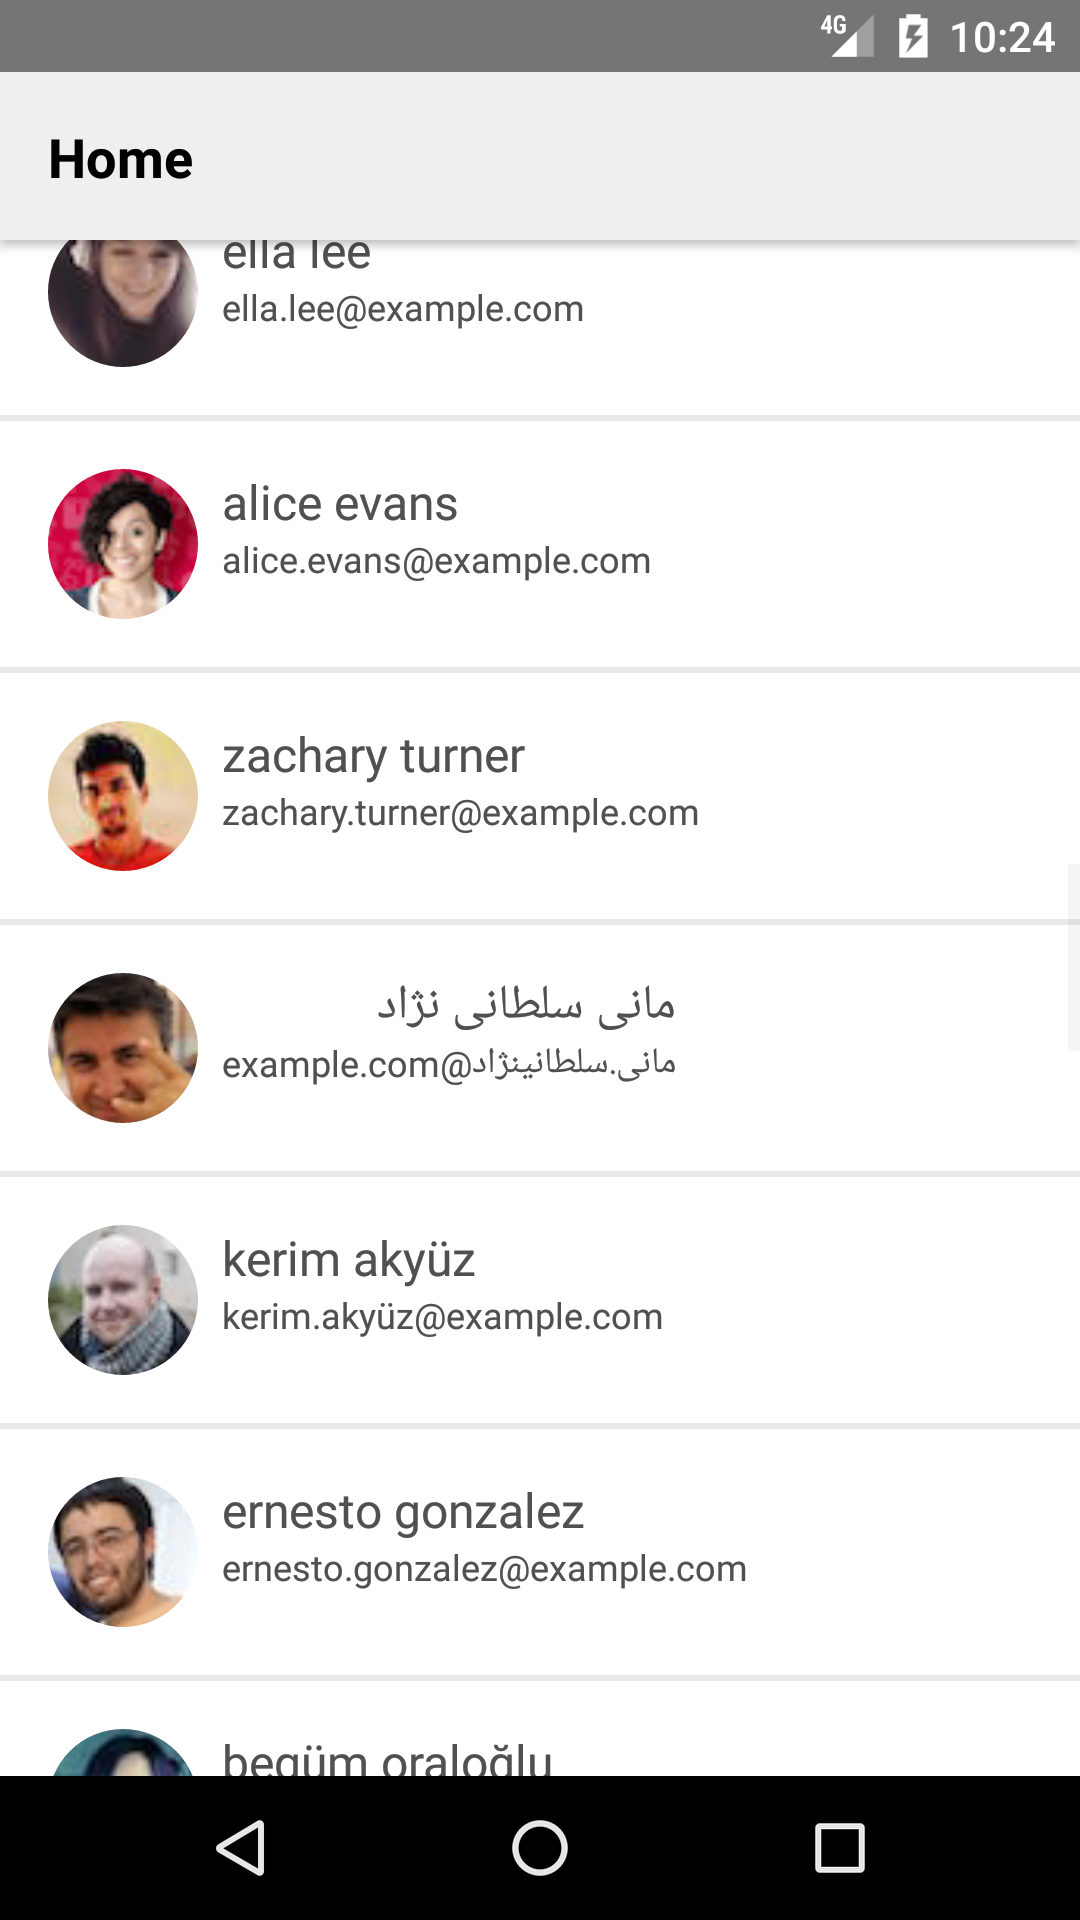 4G 10:24
Home
ella lee
ella.lee@example.com
alice evans
alice.evans@example.com
zachary turner
zachary.turner@example.com
مانی سلطانی نژاد
مانی.سلطانینژاد@example.com
kerim akyüz
kerim.akyüz@example.com
ernesto gonzalez
ernesto.gonzalez@example.com
begüm oraloğlu